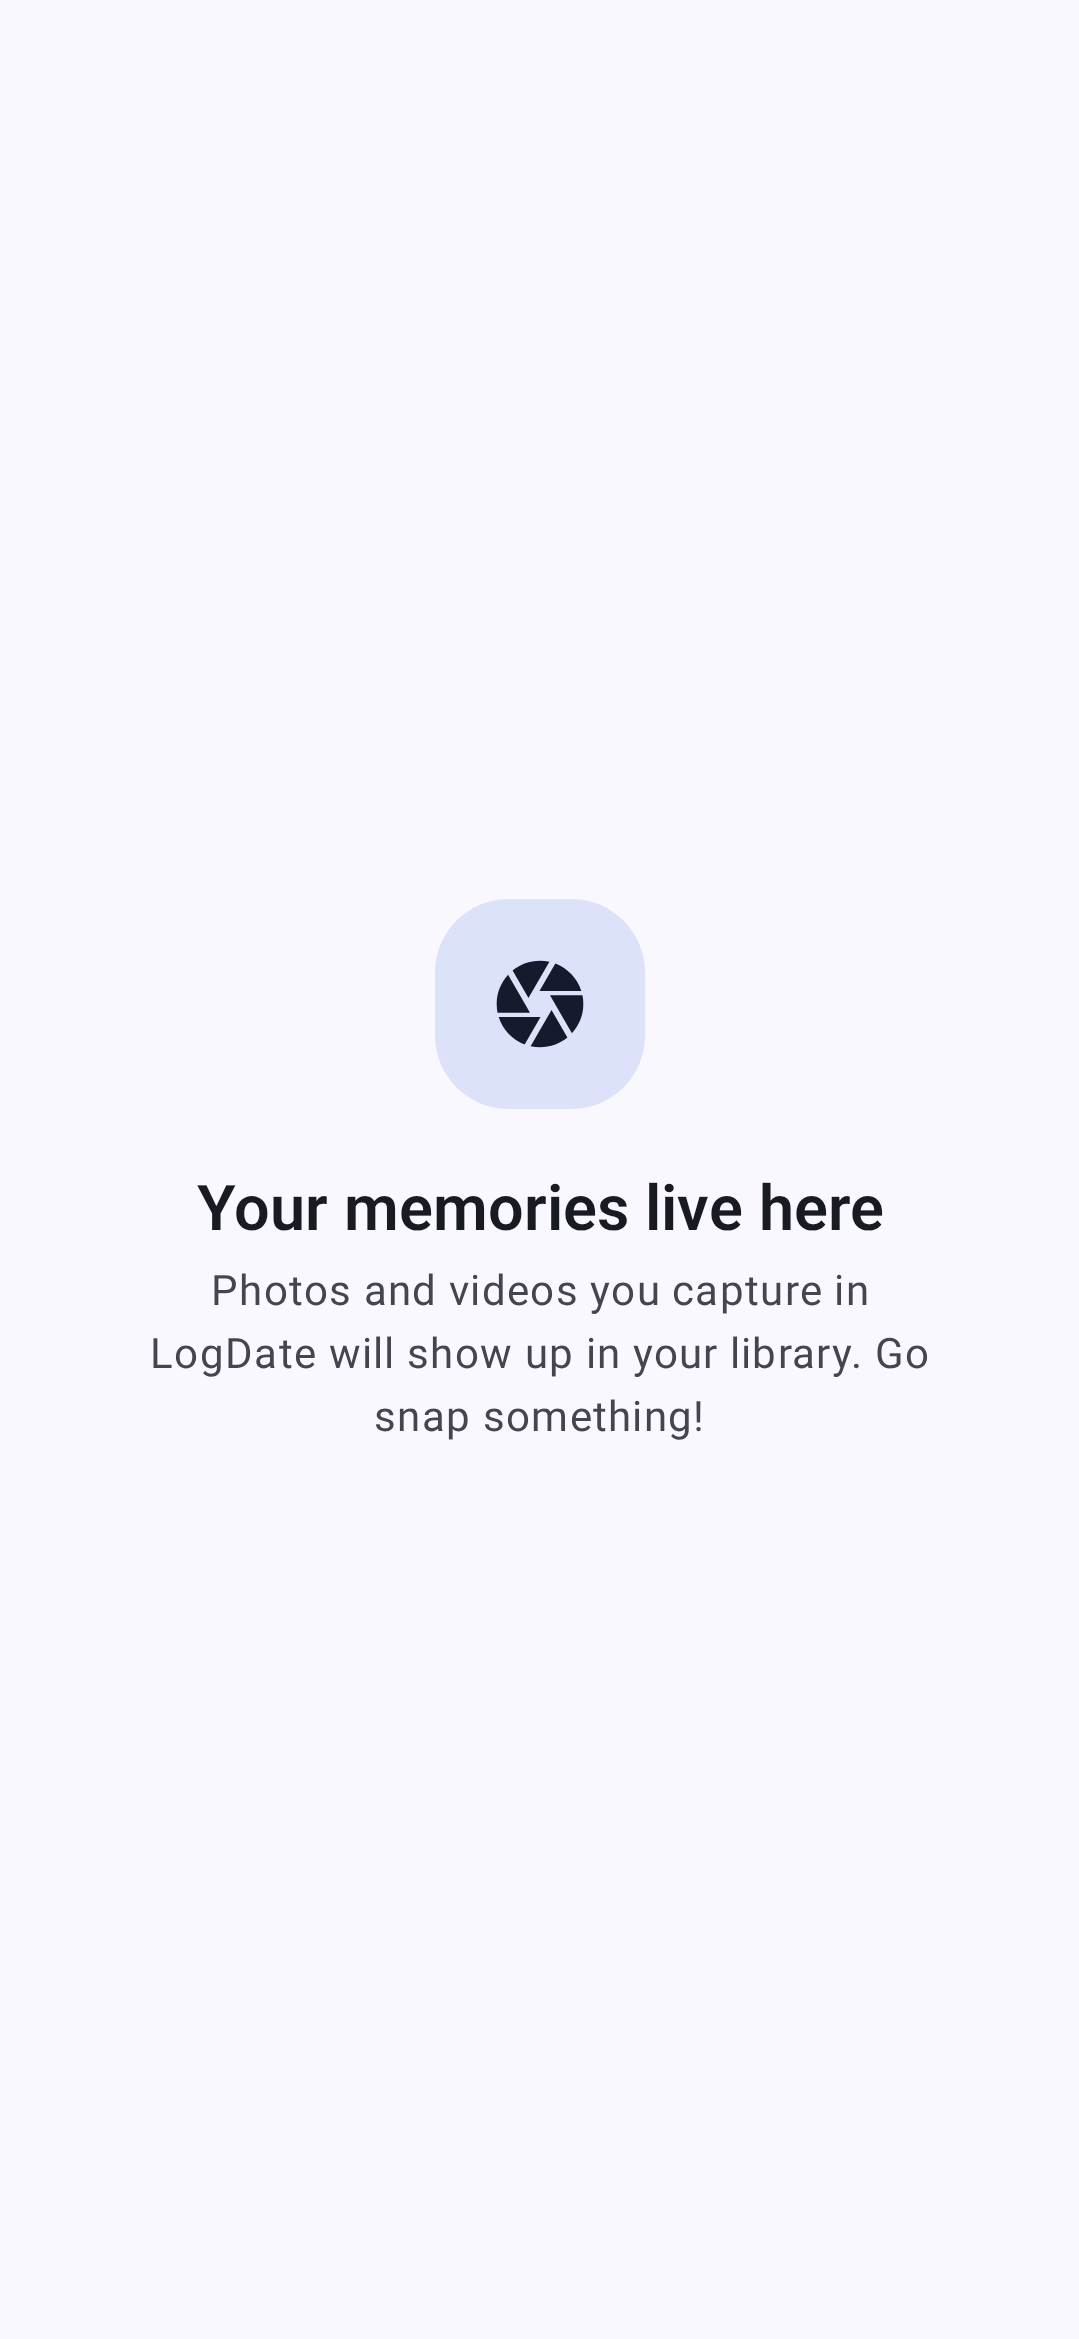 Your memories live here
Photos and videos you capture in
LogDate will show up in your library. Go
snap something!